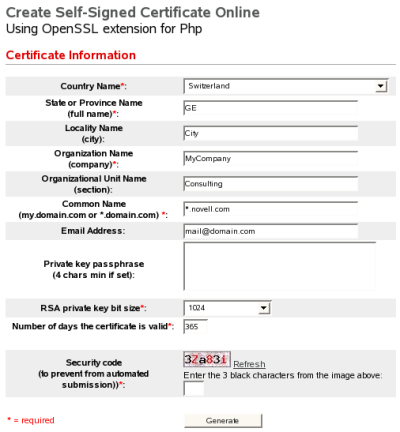 Create Self-Signed Certificate Online
Using OpenSSL extension for Php
Certificate Information
Country Name*: Switzerland
State or Province Name
(full name)*: GE
Locality Name
(city): City
Organization Name
(company)*: MyCompany
Organizational Unit Name
(section): Consulting
Common Name
(my.domain.com or *.domain.com) *: *.novell.com
Email Address: mail@domain.com
Private key passphrase
(4 chars min if set):
RSA private key bit size*: 1024
Number of days the certificate is valid*: 365
Security code
(to prevent from automated
submission))*:
3Za83i Refresh
Enter the 3 black characters from the image above:
* = required
Generate